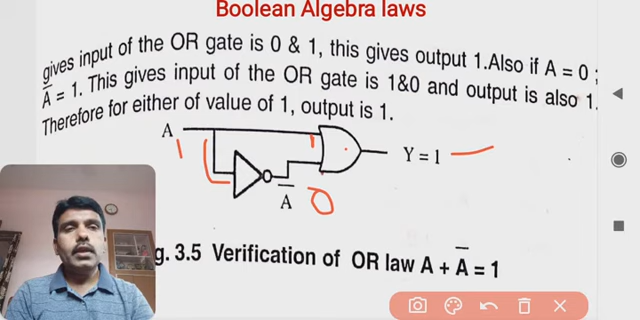 Boolean Algebra laws
gives input of the OR gate is 0 & 1, this gives output 1.Also if A = 0 ;
A̅ = 1. This gives input of the OR gate is 1&0 and output is also 1.
Therefore for either of value of 1, output is 1.
A
1
1
Y = 1
A̅
0
g. 3.5 Verification of OR law A + A̅ = 1